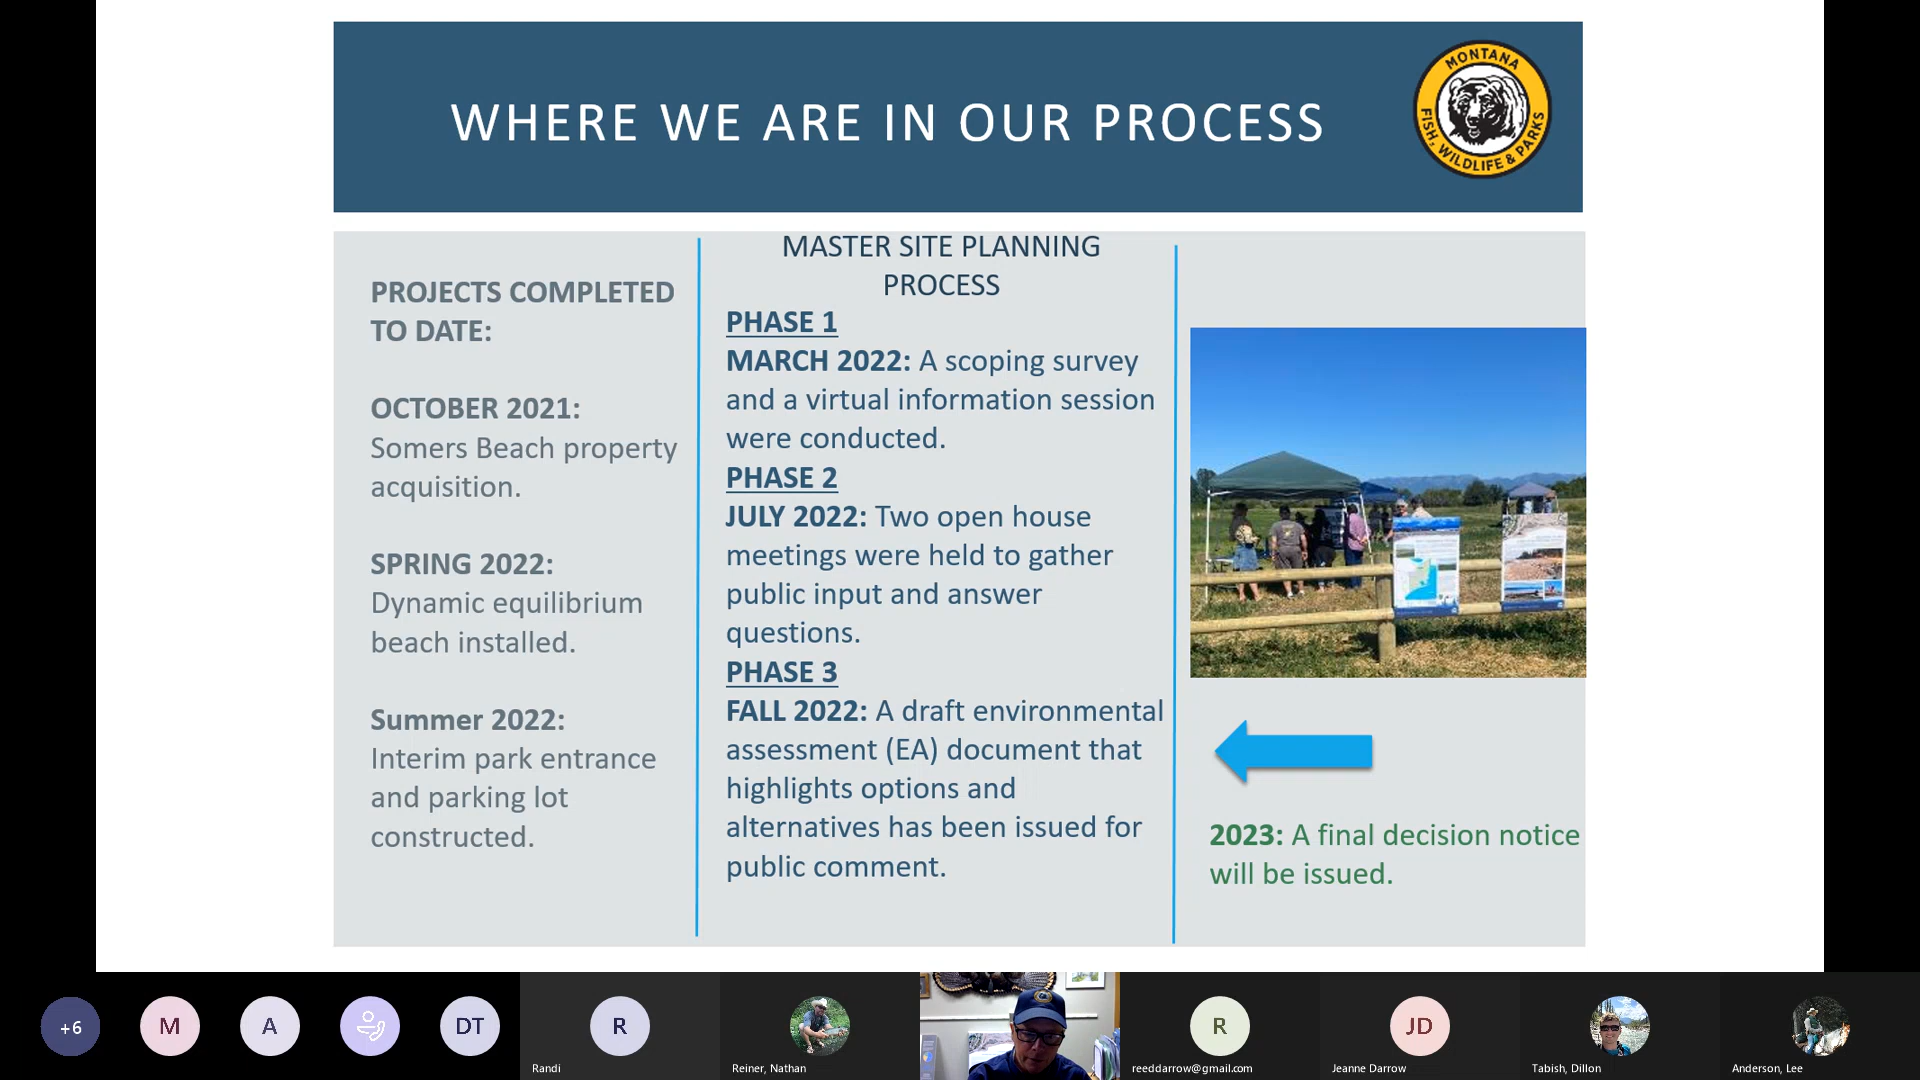 WHERE WE ARE IN OUR PROCESS
MONTANA
FISH, WILDLIFE & PARKS
PROJECTS COMPLETED
TO DATE:
OCTOBER 2021:
Somers Beach property
acquisition.
SPRING 2022:
Dynamic equilibrium
beach installed.
Summer 2022:
Interim park entrance
and parking lot
constructed.
MASTER SITE PLANNING
PROCESS
PHASE 1
MARCH 2022: A scoping survey
and a virtual information session
were conducted.
PHASE 2
JULY 2022: Two open house
meetings were held to gather
public input and answer
questions.
PHASE 3
FALL 2022: A draft environmental
assessment (EA) document that
highlights options and
alternatives has been issued for
public comment.
2023: A final decision notice
will be issued.
+6
M
A
DT
R
Randi
Reiner, Nathan
R
reeddarrow@gmail.com
JD
Jeanne Darrow
Tabish, Dillon
Anderson, Lee